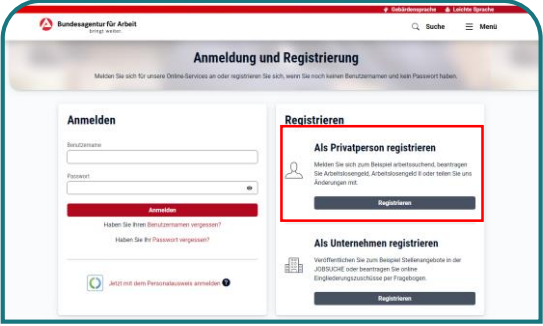 Gebärdensprache Leichte Sprache
Bundesagentur für Arbeit
bringt weiter.
Suche Menü
Anmeldung und Registrierung
Melden Sie sich für unsere Online-Services an oder registrieren Sie sich, wenn Sie noch keinen Benutzernamen und kein Passwort haben.
Anmelden
Benutzername
Passwort
Anmelden
Haben Sie Ihren Benutzernamen vergessen?
Haben Sie Ihr Passwort vergessen?
Jetzt mit dem Personalausweis anmelden ?
Registrieren
Als Privatperson registrieren
Melden Sie sich zum Beispiel arbeitssuchend, beantragen
Sie Arbeitslosengeld, Arbeitslosengeld II oder teilen Sie uns
Änderungen mit.
Registrieren
Als Unternehmen registrieren
Veröffentlichen Sie zum Beispiel Stellenangebote in der
JOBSUCHE oder beantragen Sie online
Eingliederungszuschüsse per Fragebogen.
Registrieren